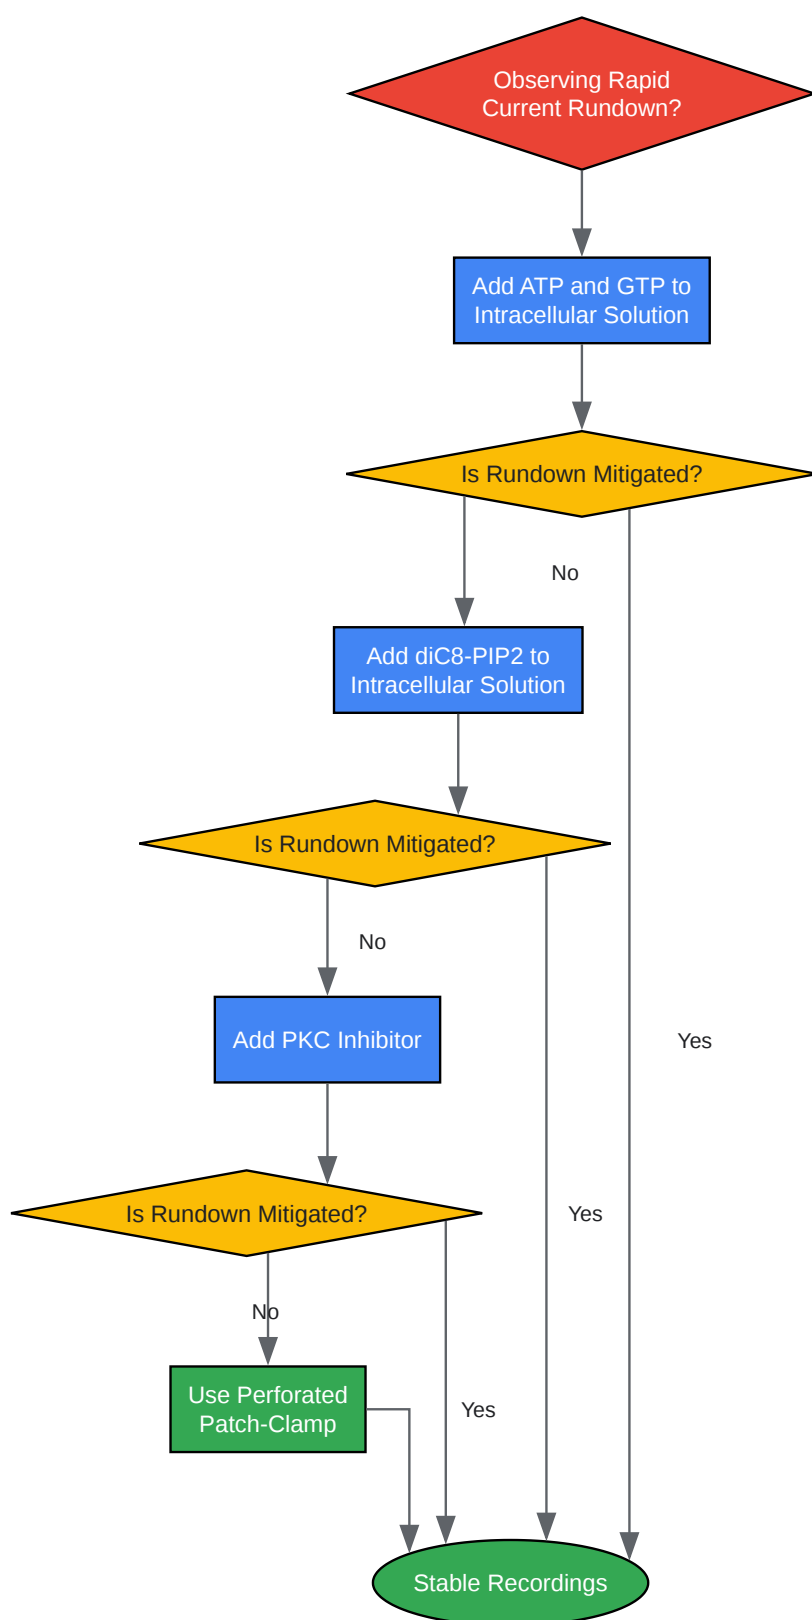 Observing Rapid
Current Rundown?
Add ATP and GTP to
Intracellular Solution
Is Rundown Mitigated?
No
Add diC8-PIP2 to
Intracellular Solution
Is Rundown Mitigated?
No
Add PKC Inhibitor
Yes
Is Rundown Mitigated?
Yes
No
Use Perforated
Patch-Clamp
Yes
Stable Recordings